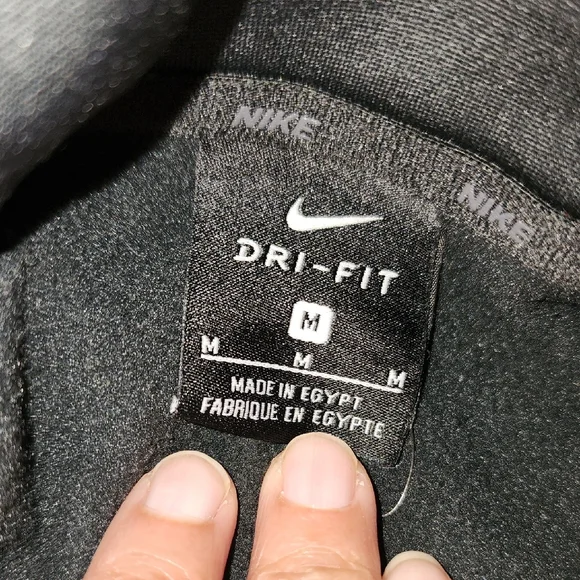 NIKE
NIKE
DRI-FIT
M
M M M
MADE IN EGYPT
FABRIQUE EN EGYPTE